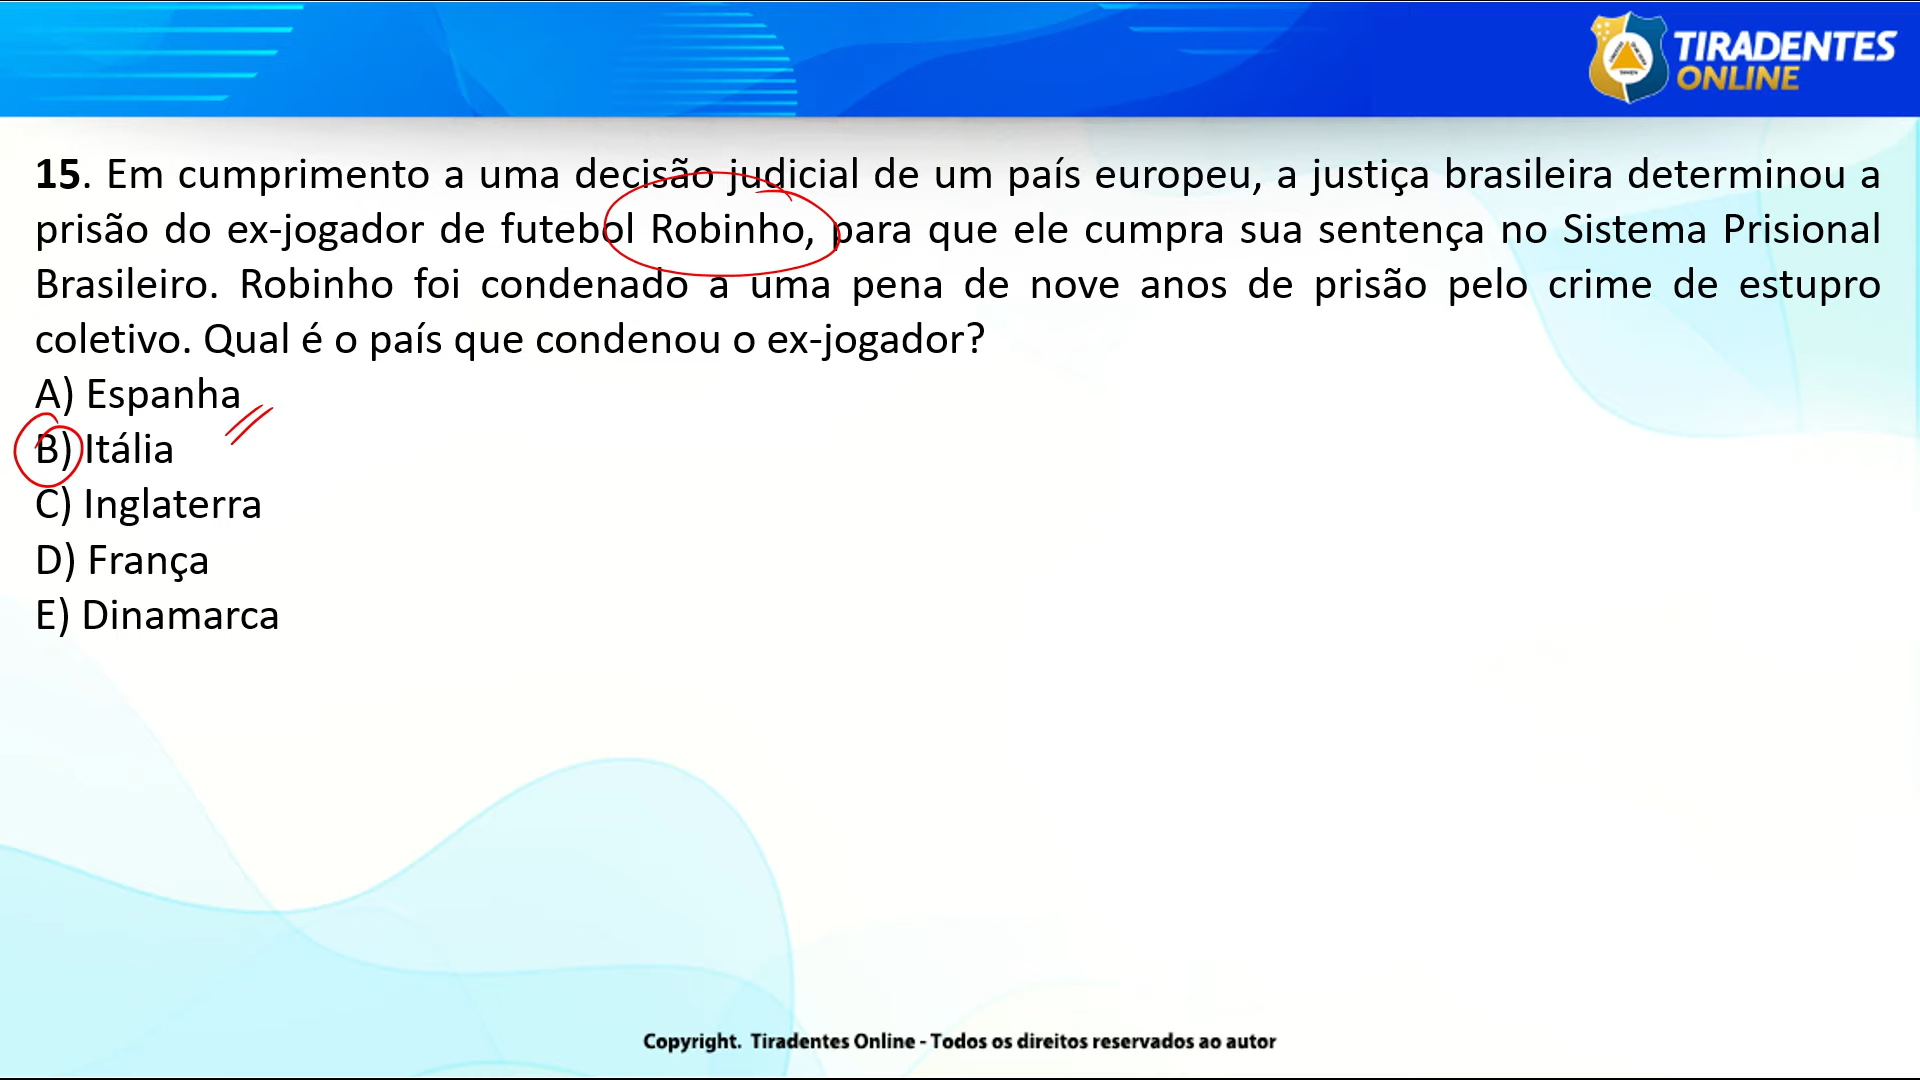 TIRADENTES
ONLINE
15. Em cumprimento a uma decisão judicial de um país europeu, a justiça brasileira determinou a
prisão do ex-jogador de futebol Robinho, para que ele cumpra sua sentença no Sistema Prisional
Brasileiro. Robinho foi condenado a uma pena de nove anos de prisão pelo crime de estupro
coletivo. Qual é o país que condenou o ex-jogador?
A) Espanha
B) Itália
C) Inglaterra
D) França
E) Dinamarca
Copyright. Tiradentes Online - Todos os direitos reservados ao autor